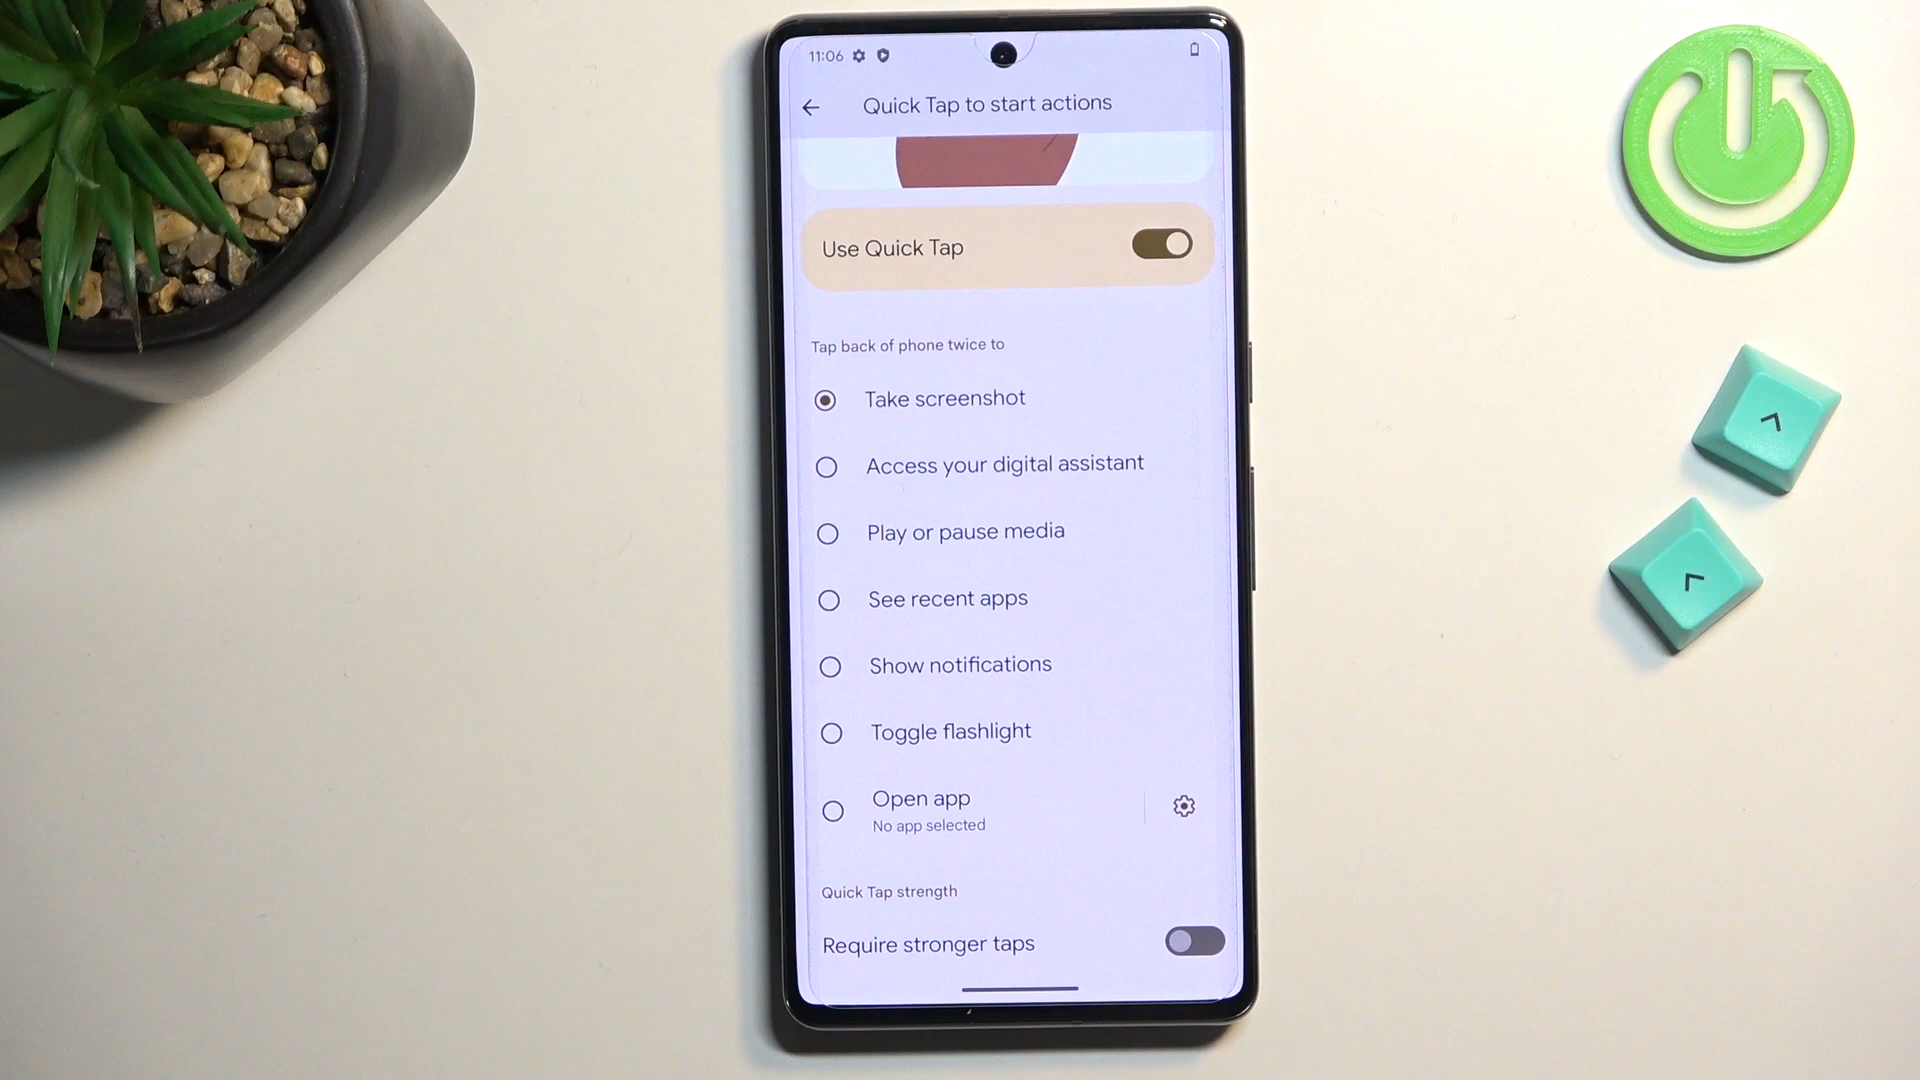 11:06
Quick Tap to start actions
Use Quick Tap
Tap back of phone twice to
Take screenshot
Access your digital assistant
Play or pause media
See recent apps
Show notifications
Toggle flashlight
Open app
No app selected
Quick Tap strength
Require stronger taps